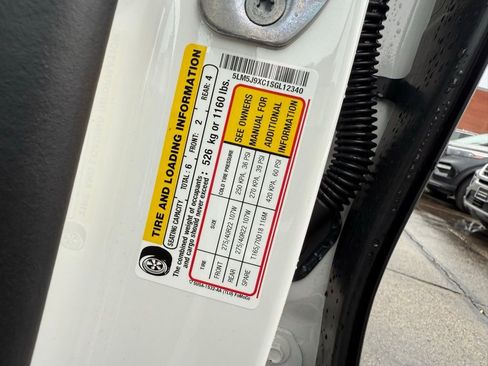 5LM5J9XC1SGL12340
TIRE AND LOADING INFORMATION
SEATING CAPACITY TOTAL: 6 FRONT: 2 REAR: 4
The combined weight of occupants
and cargo should never exceed: 526 kg or 1160 lbs.
TIRE SIZE COLD TIRE PRESSURE
FRONT 275/40R22 107W 250 KPA, 36 PSI
REAR 275/40R22 107W 270 KPA, 39 PSI
SPARE T165/70D18 116M 420 KPA, 60 PSI
SEE OWNERS
MANUAL FOR
ADDITIONAL
INFORMATION